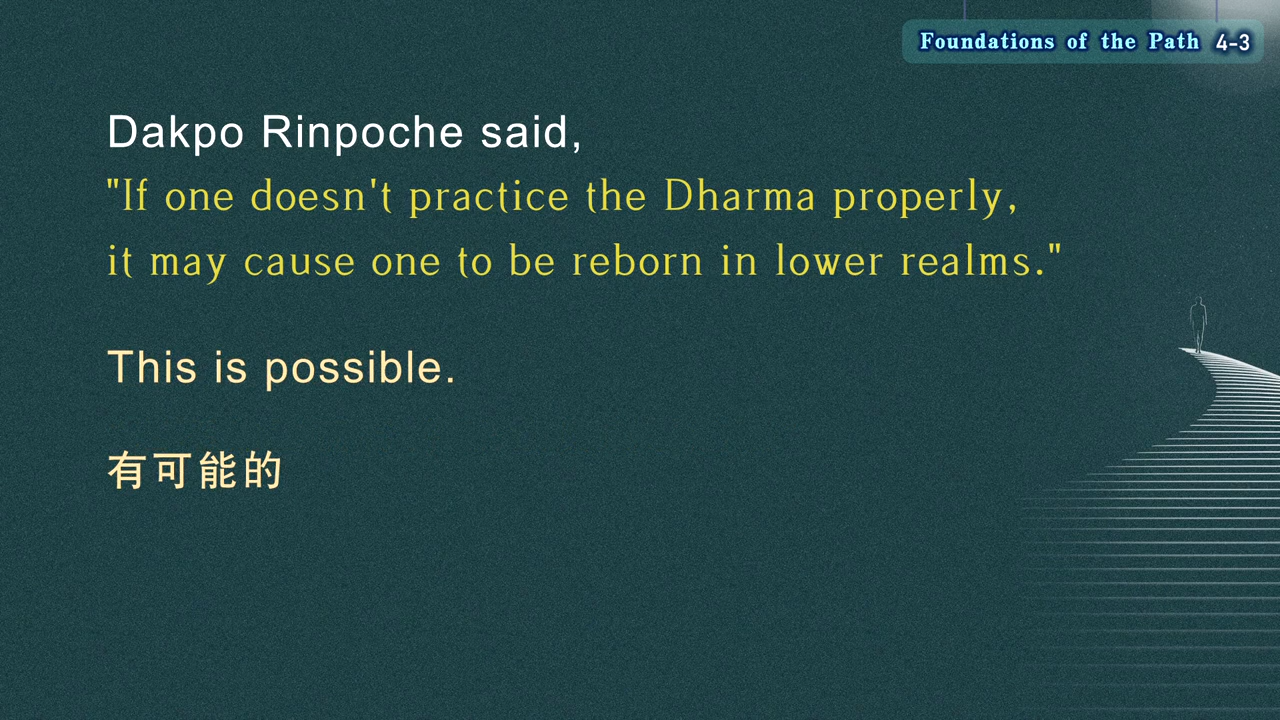 Foundations of the Path 4-3
Dakpo Rinpoche said,
"If one doesn't practice the Dharma properly,
it may cause one to be reborn in lower realms."
This is possible.
有可能的